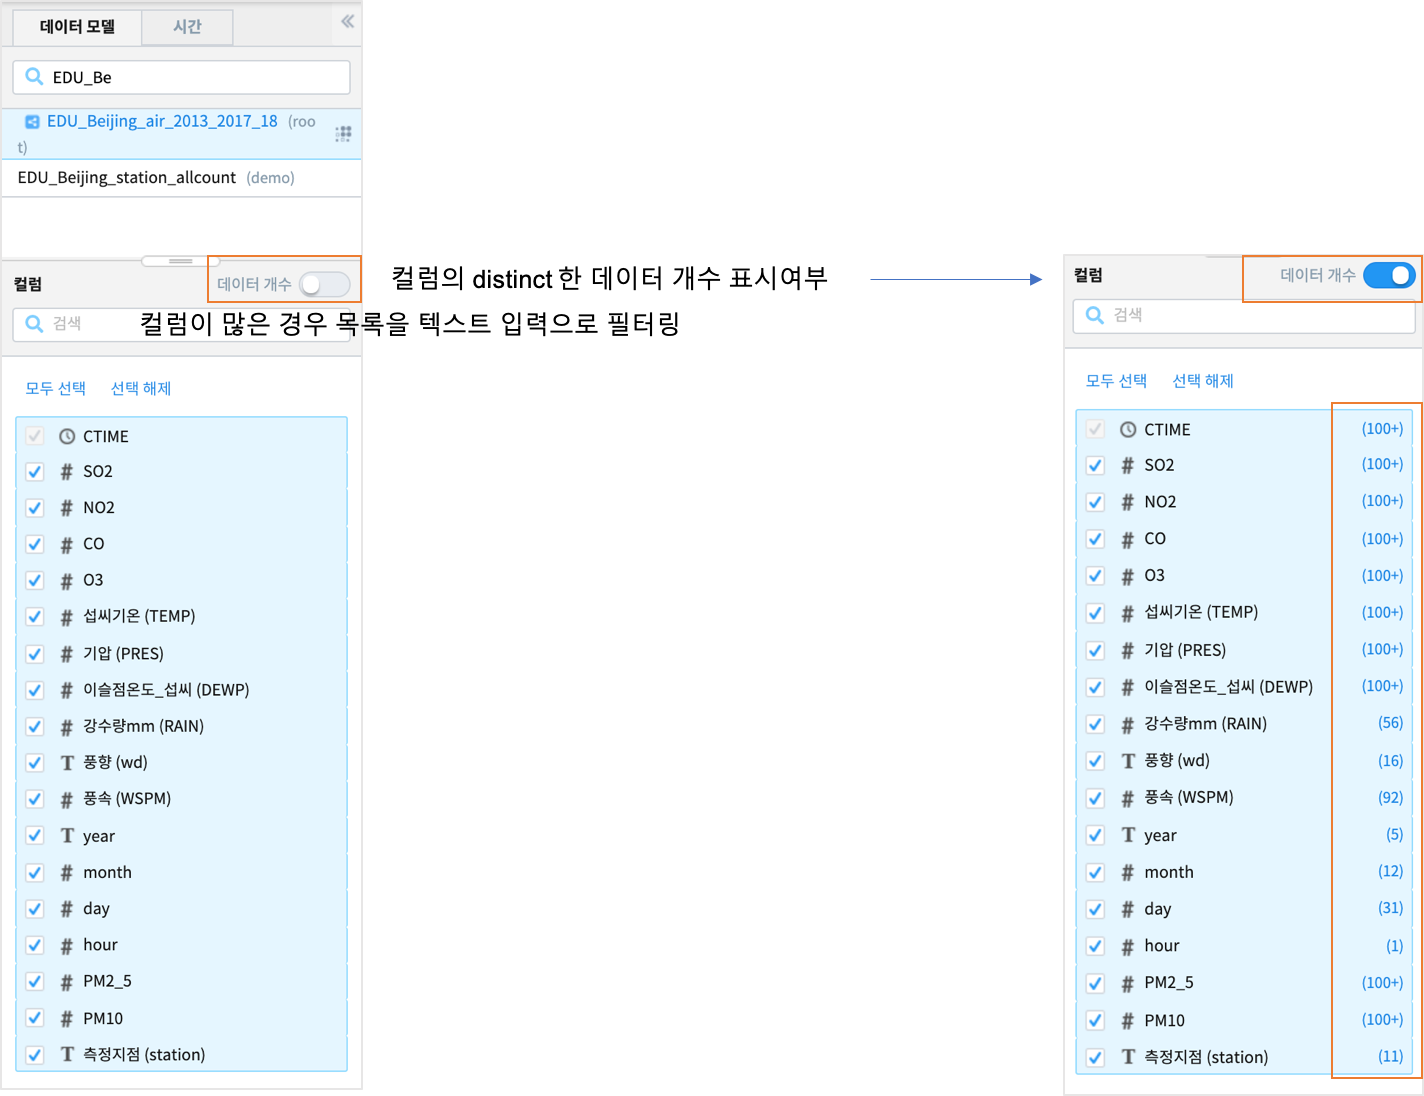 데이터 모델
시간
EDU_Be
EDU_Beijing_air_2013_2017_18 (roo
t)
EDU_Beijing_station_allcount (demo)
컬럼
데이터 개수
컬럼의 distinct 한 데이터 개수 표시여부
검색
컬럼이 많은 경우 목록을 텍스트 입력으로 필터링
모두 선택
선택 해제
CTIME
# SO2
# NO2
# CO
# O3
# 섭씨기온 (TEMP)
# 기압 (PRES)
# 이슬점온도_섭씨 (DEWP)
# 강수량mm (RAIN)
T 풍향 (wd)
# 풍속 (WSPM)
T year
# month
# day
# hour
# PM2_5
# PM10
T 측정지점 (station)
컬럼
데이터 개수
검색
모두 선택
선택 해제
CTIME (100+)
# SO2 (100+)
# NO2 (100+)
# CO (100+)
# O3 (100+)
# 섭씨기온 (TEMP) (100+)
# 기압 (PRES) (100+)
# 이슬점온도_섭씨 (DEWP) (100+)
# 강수량mm (RAIN) (56)
T 풍향 (wd) (16)
# 풍속 (WSPM) (92)
T year (5)
# month (12)
# day (31)
# hour (1)
# PM2_5 (100+)
# PM10 (100+)
T 측정지점 (station) (11)